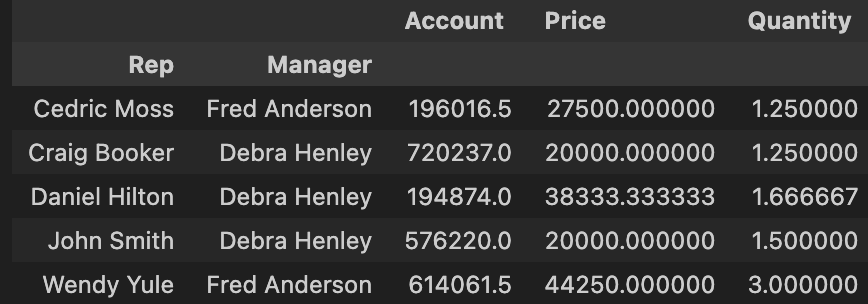 Account Price Quantity
Rep Manager
Cedric Moss Fred Anderson 196016.5 27500.000000 1.250000
Craig Booker Debra Henley 720237.0 20000.000000 1.250000
Daniel Hilton Debra Henley 194874.0 38333.333333 1.666667
John Smith Debra Henley 576220.0 20000.000000 1.500000
Wendy Yule Fred Anderson 614061.5 44250.000000 3.000000